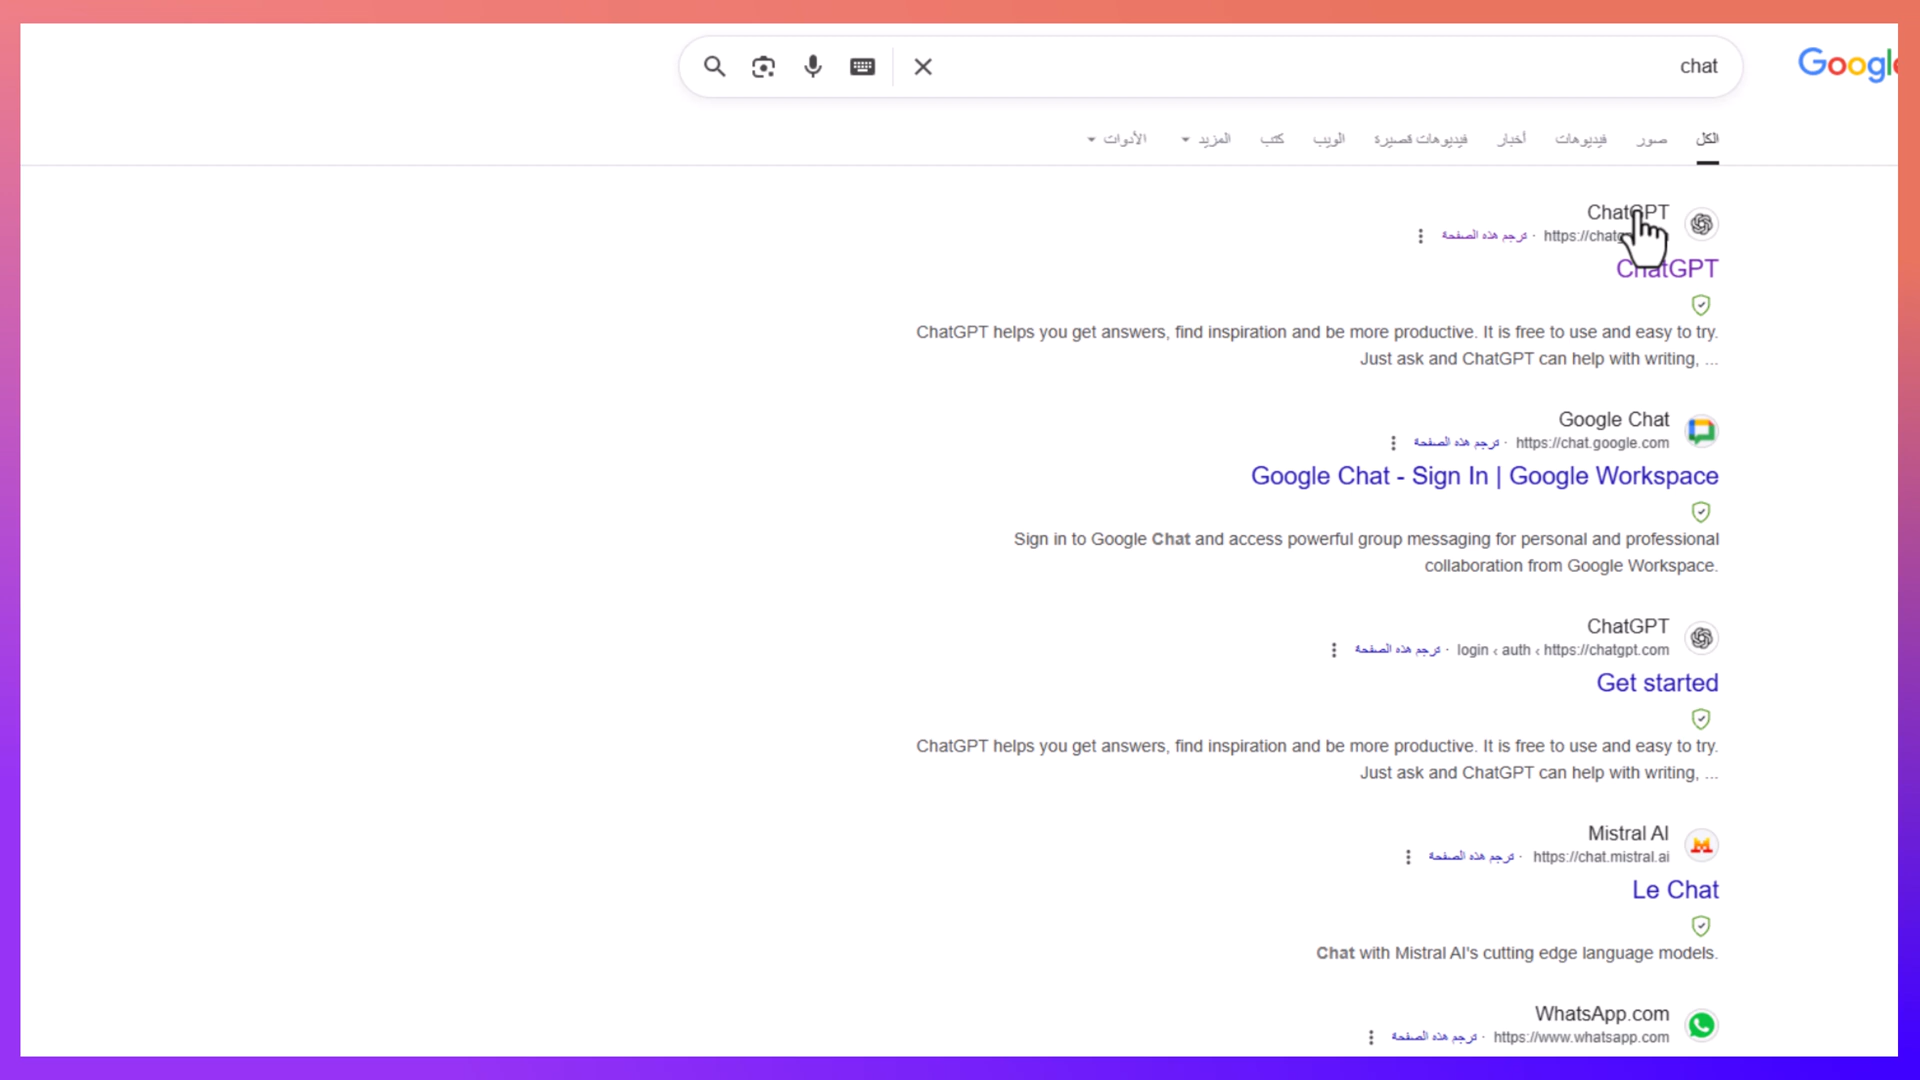 chat
الكل صور فيديوهات أخبار فيديوهات قصيرة الويب كتب المزيد الأدوات
ChatGPT
ترجم هذه الصفحة ·
ChatGPT
ChatGPT helps you get answers, find inspiration and be more productive. It is free to use and easy to try.
Just ask and ChatGPT can help with writing, ...
Google Chat
https://chat.google.com · ترجم هذه الصفحة
Google Chat - Sign In | Google Workspace
Sign in to Google Chat and access powerful group messaging for personal and professional
collaboration from Google Workspace.
ChatGPT
https://chatgpt.com › auth › login · ترجم هذه الصفحة
Get started
ChatGPT helps you get answers, find inspiration and be more productive. It is free to use and easy to try.
Just ask and ChatGPT can help with writing, ...
Mistral AI
https://chat.mistral.ai · ترجم هذه الصفحة
Le Chat
Chat with Mistral AI's cutting edge language models.
WhatsApp.com
https://www.whatsapp.com · ترجم هذه الصفحة